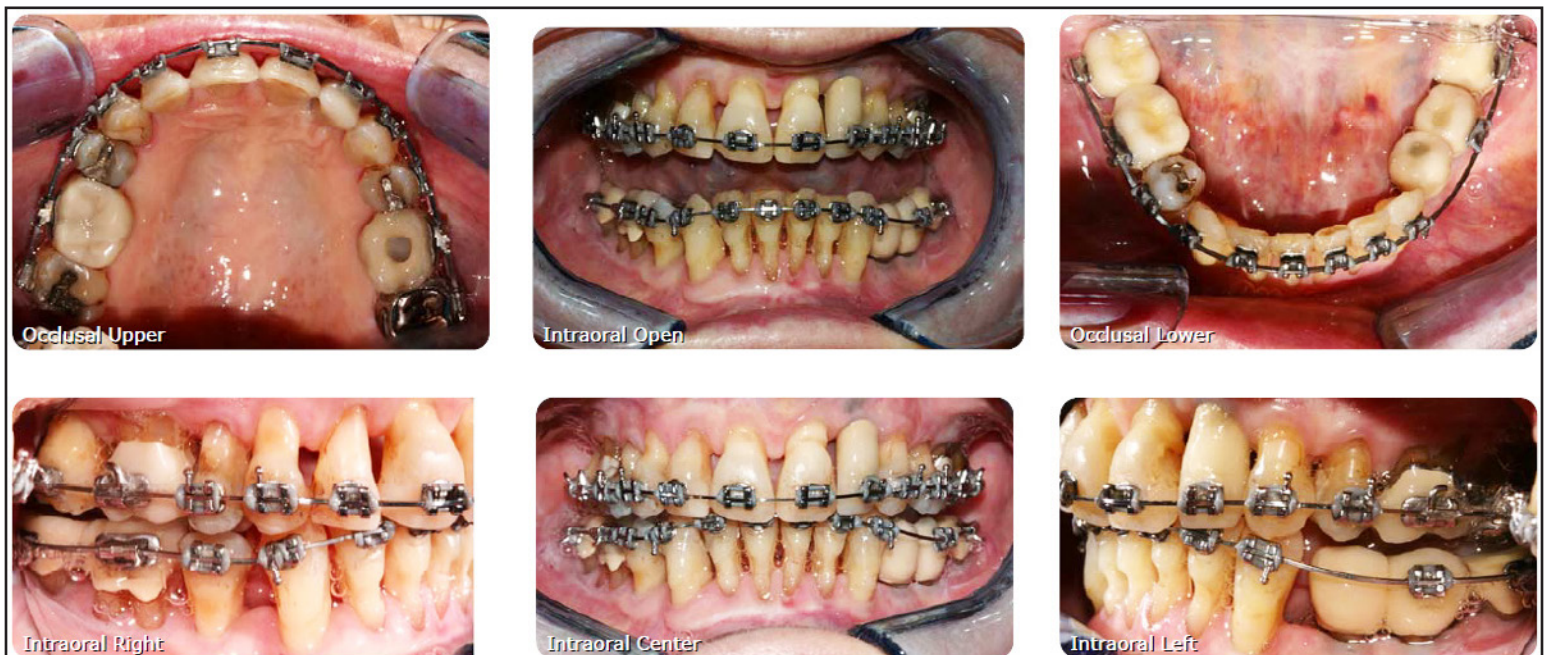 Occlusal Upper
Intraoral Open
Occlusal Lower
Intraoral Right
Intraoral Center
Intraoral Left